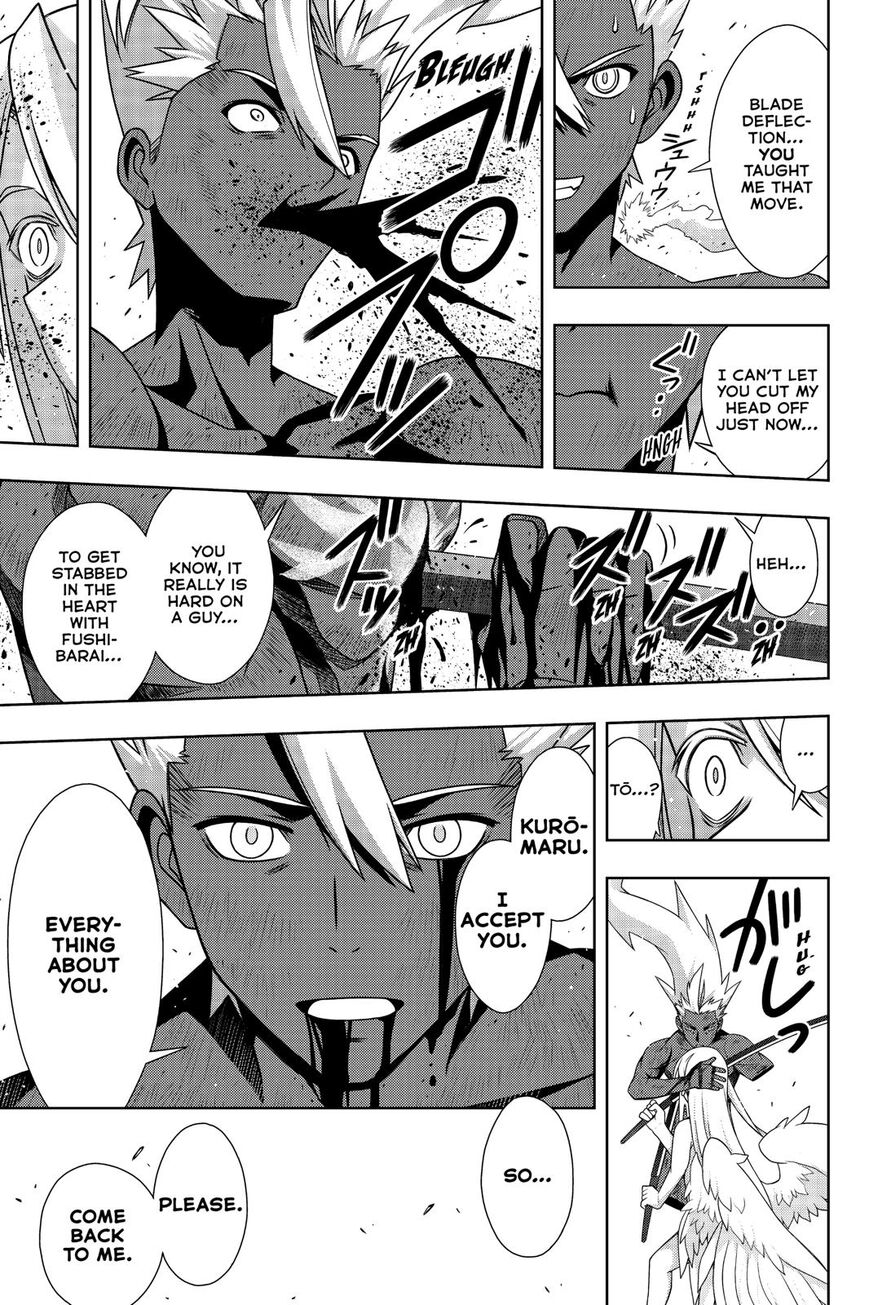 BLADE
DEFLEC-
TION...
YOU
TAUGHT
ME THAT
MOVE.
TSHHH
シュウゥ
BLEUGH
ゲポッ
I CAN'T LET
YOU CUT MY
HEAD OFF
JUST NOW...
ぐっ...
HNGH
HEH...
ズ
ZH
ズ
ZH
ズ
ZH
ズッ
ZH
YOU
KNOW, IT
REALLY IS
HARD ON
A GUY...
TO GET
STABBED
IN THE
HEART
WITH
FUSHI-
BARAI...
...
TŌ...?
がしっ
HUG
KURŌ-
MARU.
I
ACCEPT
YOU.
EVERY-
THING
ABOUT
YOU.
SO...
PLEASE.
COME
BACK
TO ME.